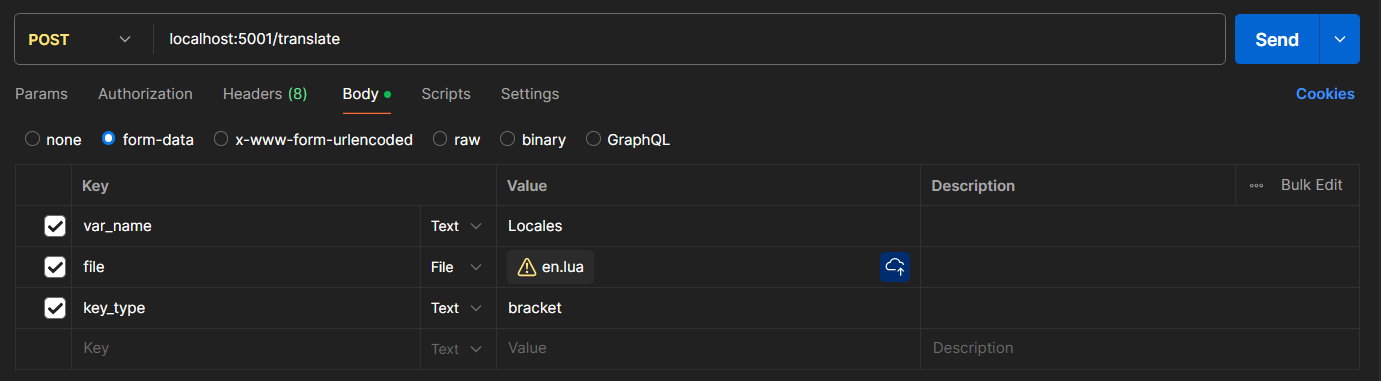 POST localhost:5001/translate Send
Params Authorization Headers (8) Body Scripts Settings Cookies
none form-data x-www-form-urlencoded raw binary GraphQL
Key Value Description Bulk Edit
var_name Text Locales
file File en.lua
key_type Text bracket
Key Text Value Description